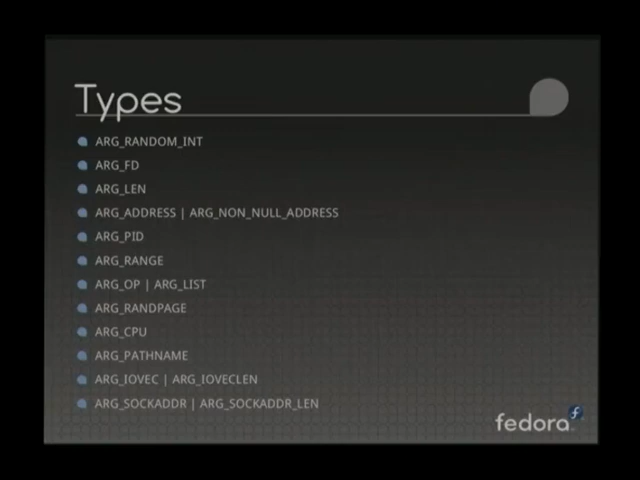 Types
ARG_RANDOM_INT
ARG_FD
ARG_LEN
ARG_ADDRESS | ARG_NON_NULL_ADDRESS
ARG_PID
ARG_RANGE
ARG_OP | ARG_LIST
ARG_RANDPAGE
ARG_CPU
ARG_PATHNAME
ARG_IOVEC | ARG_IOVECLEN
ARG_SOCKADDR | ARG_SOCKADDR_LEN
fedora